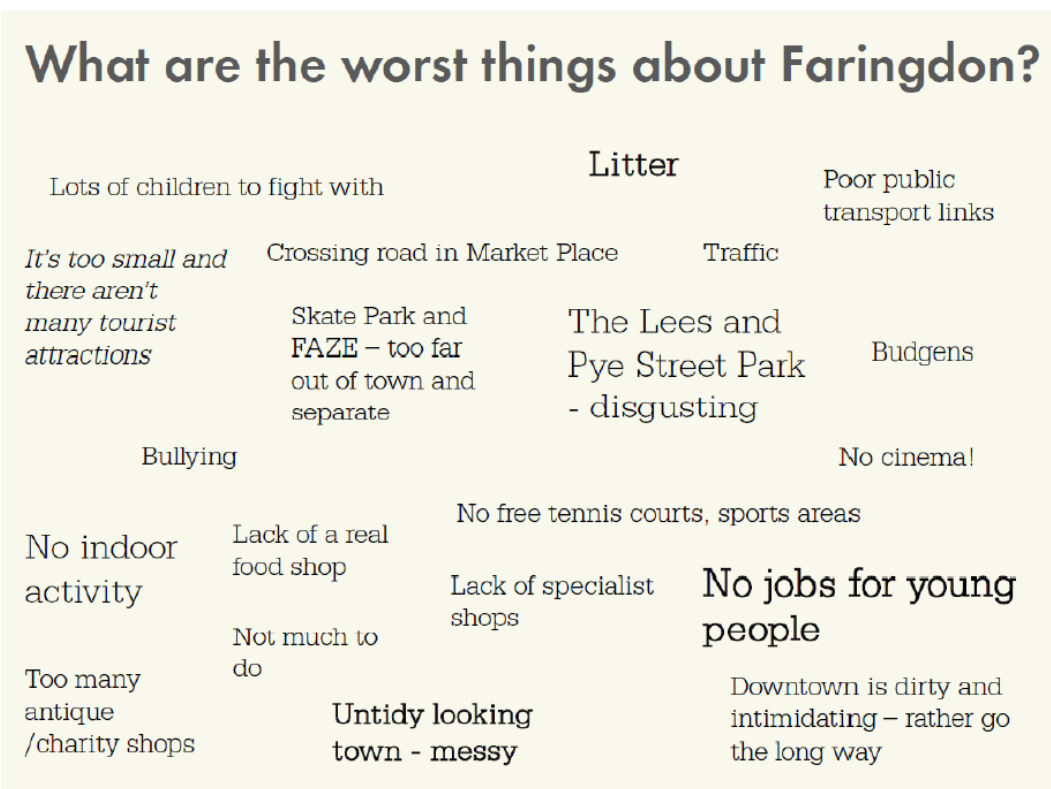 What are the worst things about Faringdon?
Litter
Lots of children to fight with
Poor public
transport links
It's too small and
there aren't
many tourist
attractions
Crossing road in Market Place
Traffic
Skate Park and
FAZE – too far
out of town and
separate
The Lees and
Pye Street Park
- disgusting
Budgens
Bullying
No cinema!
No free tennis courts, sports areas
No indoor
activity
Lack of a real
food shop
Lack of specialist
shops
No jobs for young
people
Not much to
do
Too many
antique
/charity shops
Untidy looking
town - messy
Downtown is dirty and
intimidating – rather go
the long way